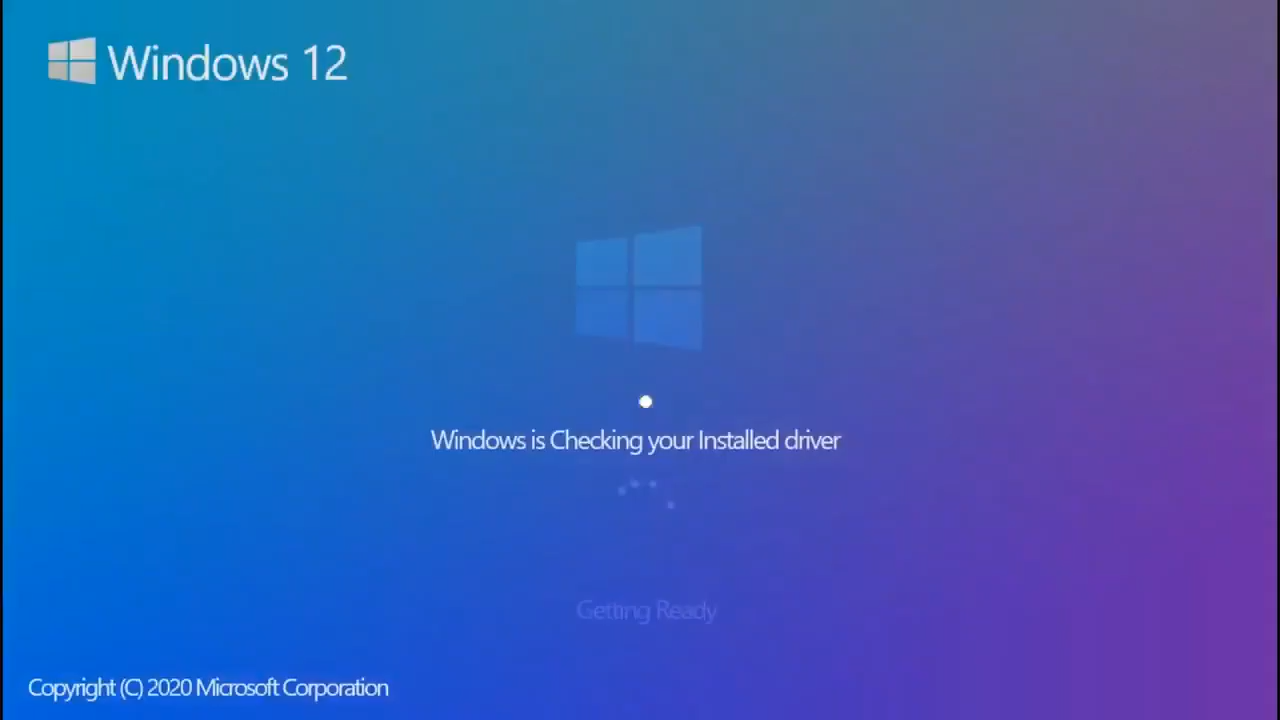 Windows 12
Windows is Checking your Installed driver
Getting Ready
Copyright (C) 2020 Microsoft Corporation